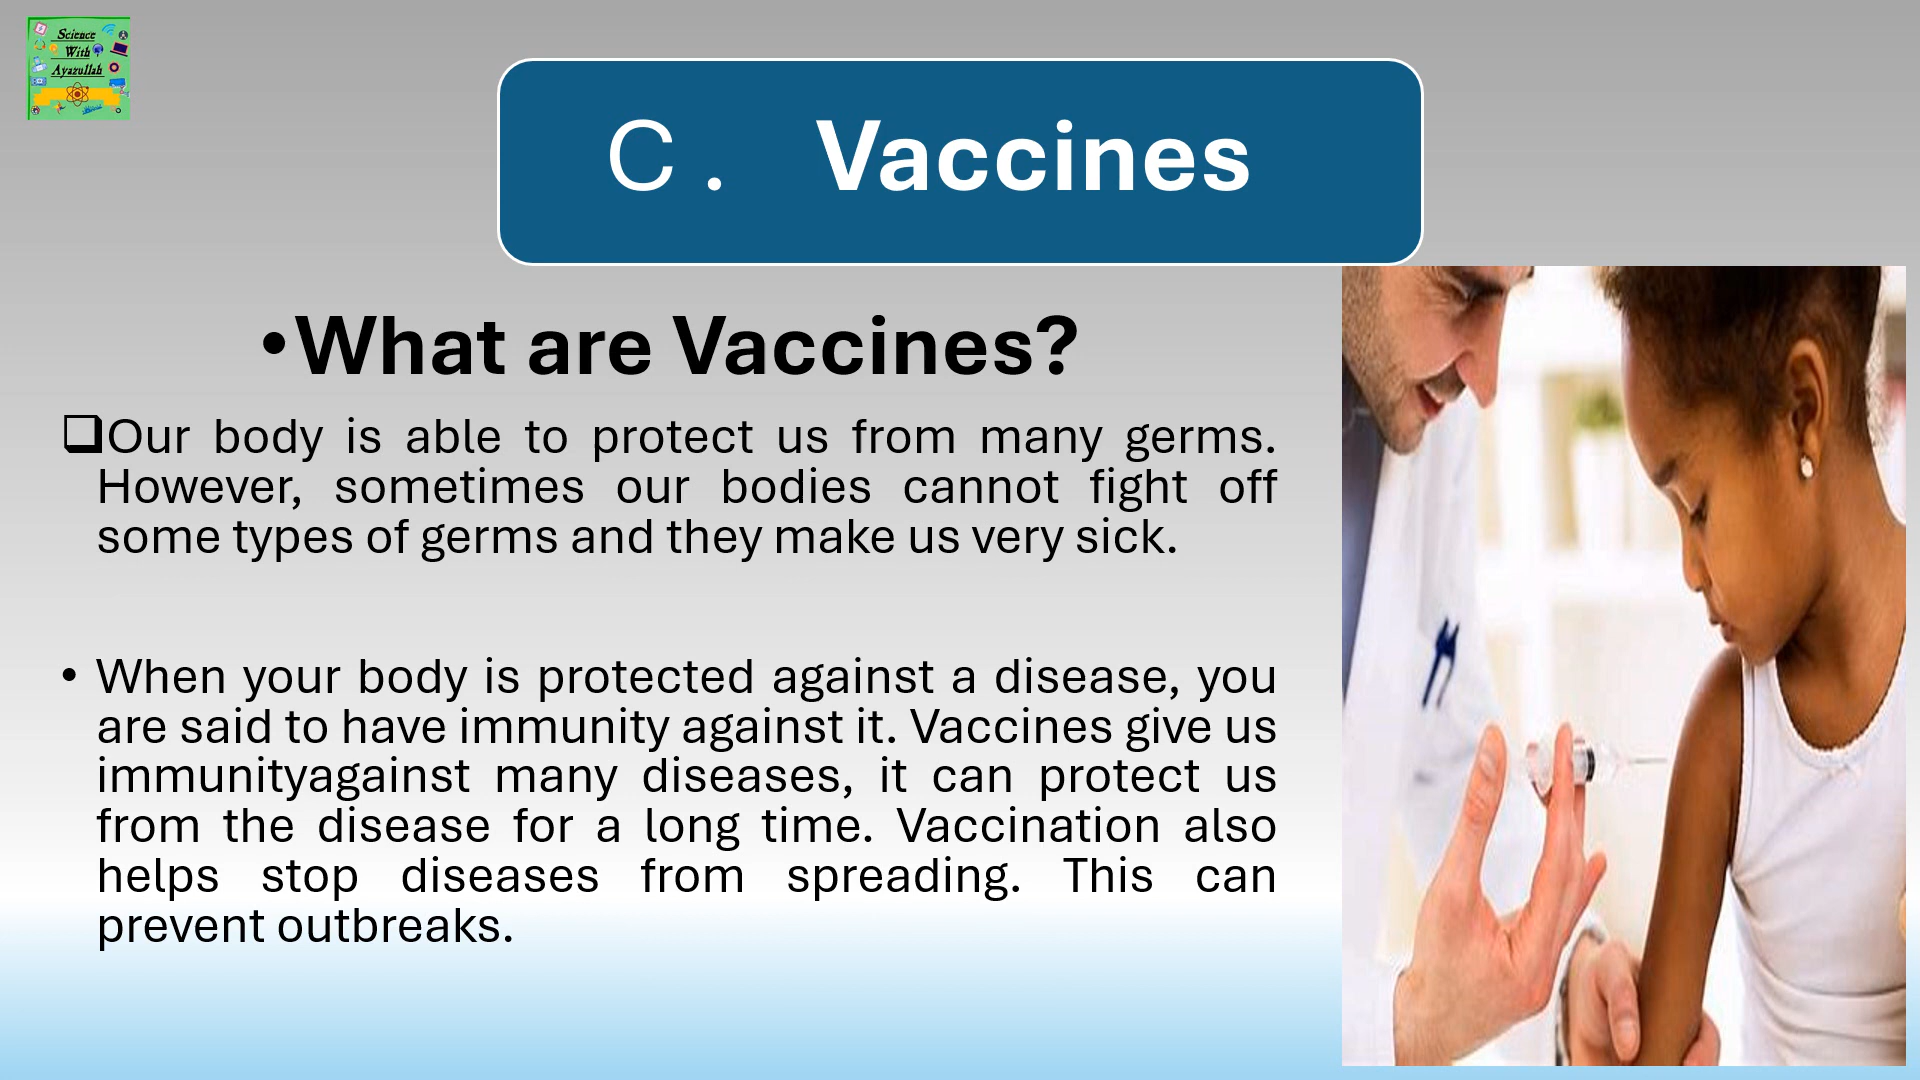 Science
With
Ayazullah
C. Vaccines
•What are Vaccines?
❑Our body is able to protect us from many germs.
However, sometimes our bodies cannot fight off
some types of germs and they make us very sick.
• When your body is protected against a disease, you
are said to have immunity against it. Vaccines give us
immunityagainst many diseases, it can protect us
from the disease for a long time. Vaccination also
helps stop diseases from spreading. This can
prevent outbreaks.